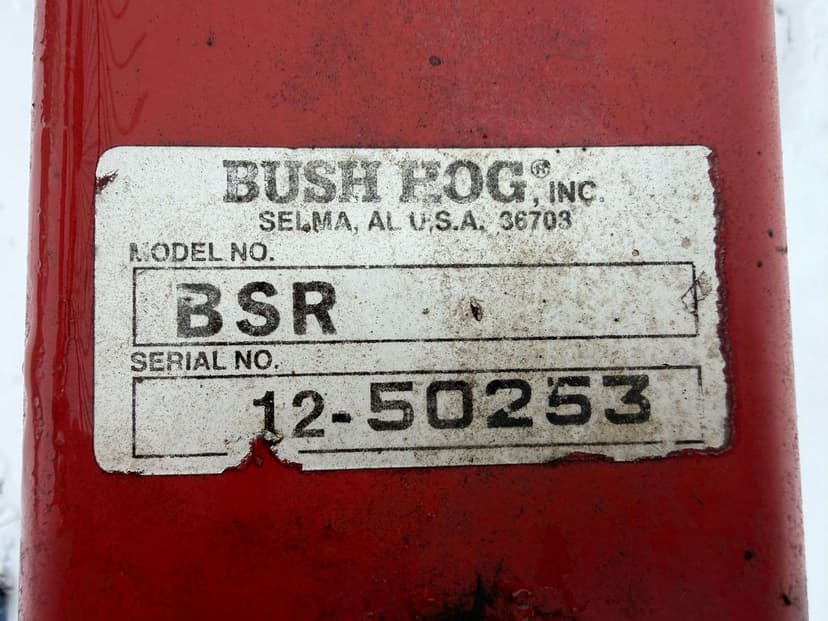 BUSH HOG®, INC.
SELMA, AL U.S.A. 36703
MODEL NO.
BSR
SERIAL NO.
12-50253